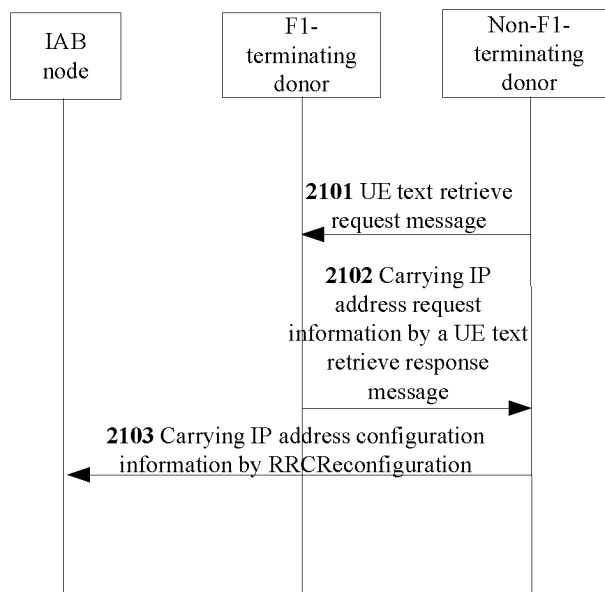 IAB
node
F1-
terminating
donor
Non-F1-
terminating
donor
2101 UE text retrieve
request message
2102 Carrying IP
address request
information by a UE text
retrieve response
message
2103 Carrying IP address configuration
information by RRCReconfiguration